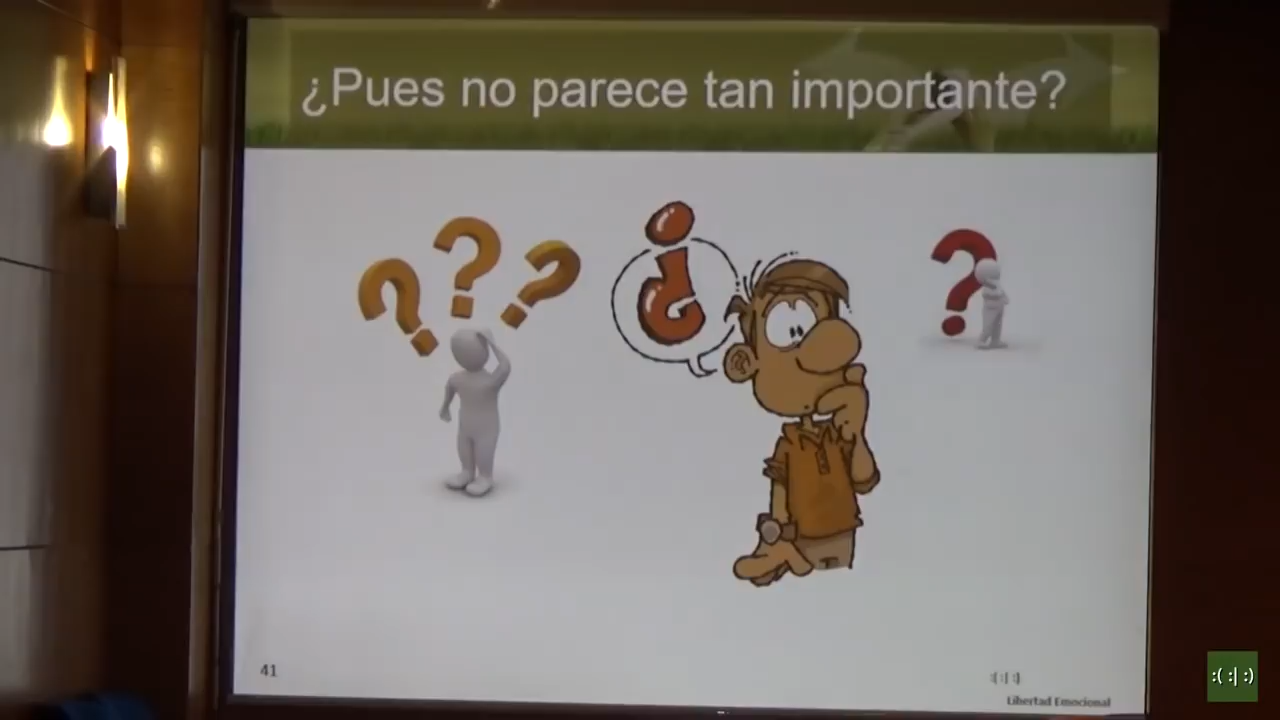 ¿Pues no parece tan importante?
? ? ?
¿
?
41
:(:|:)
Libertad Emocional
:( :| :)